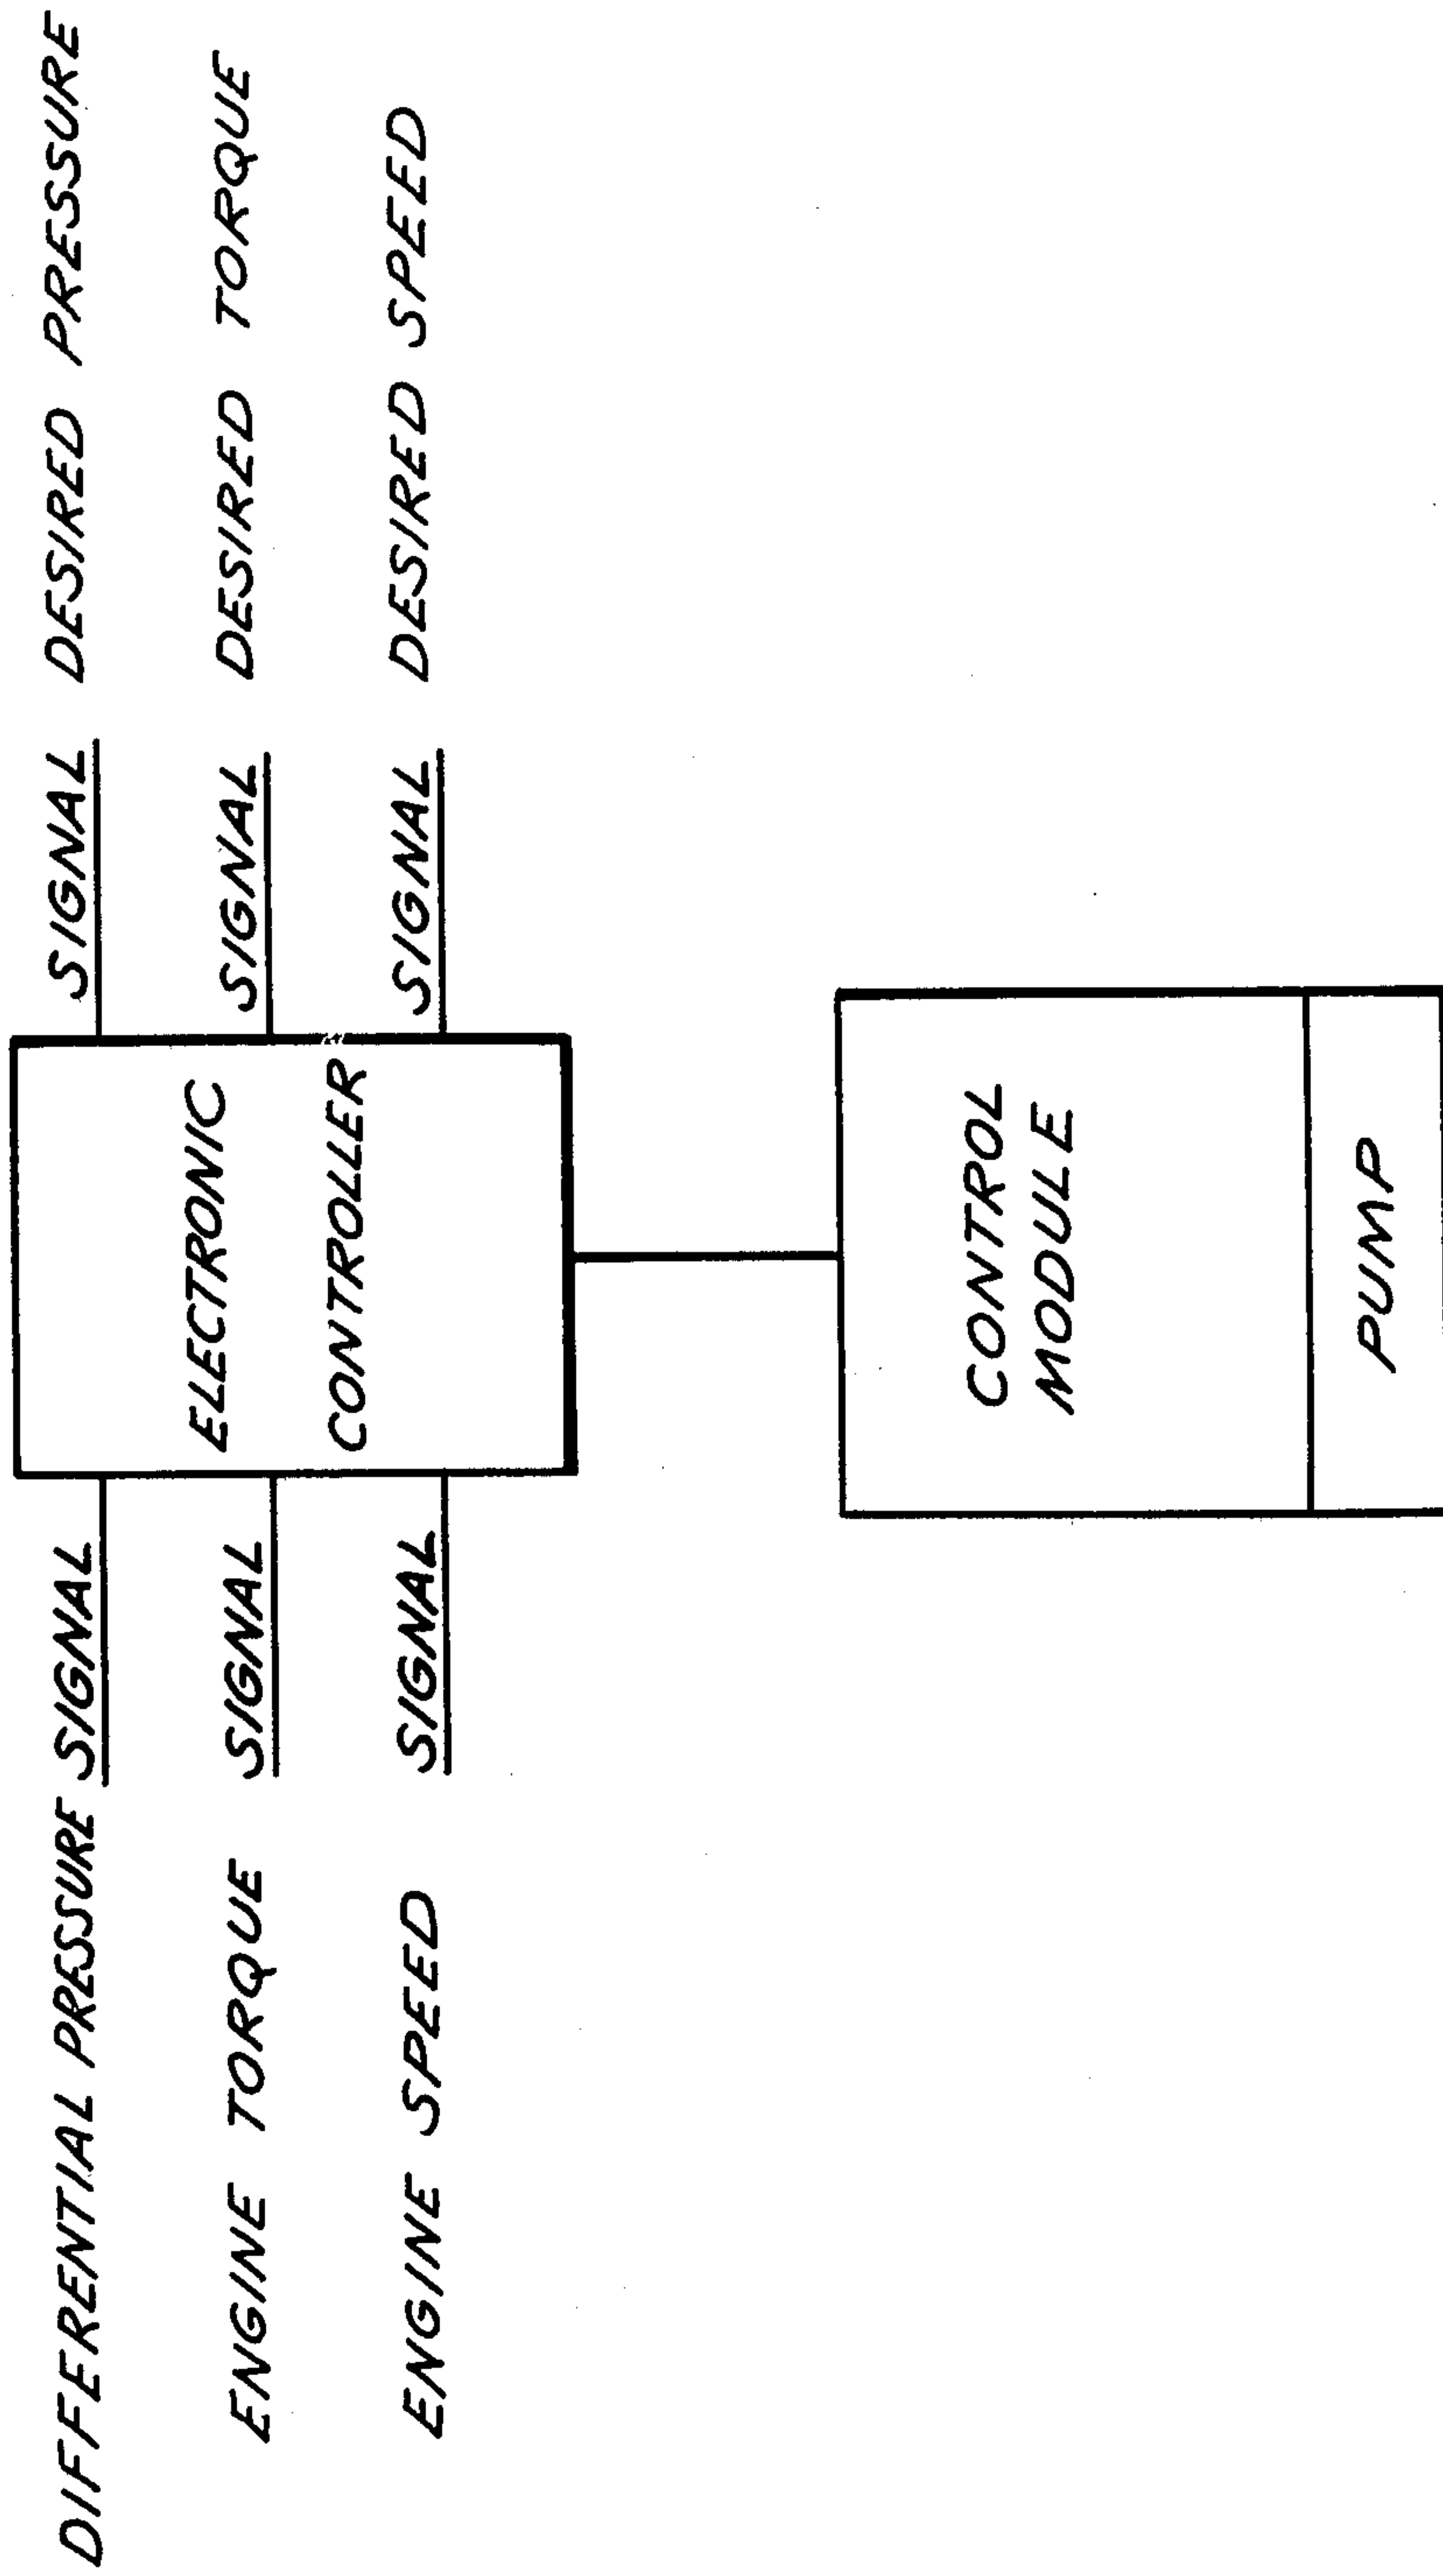 DIFFERENTIAL PRESSURE SIGNAL
ENGINE TORQUE SIGNAL
ENGINE SPEED SIGNAL
ELECTRONIC
CONTROLLER
SIGNAL DESIRED PRESSURE
SIGNAL DESIRED TORQUE
SIGNAL DESIRED SPEED
CONTROL
MODULE
PUMP